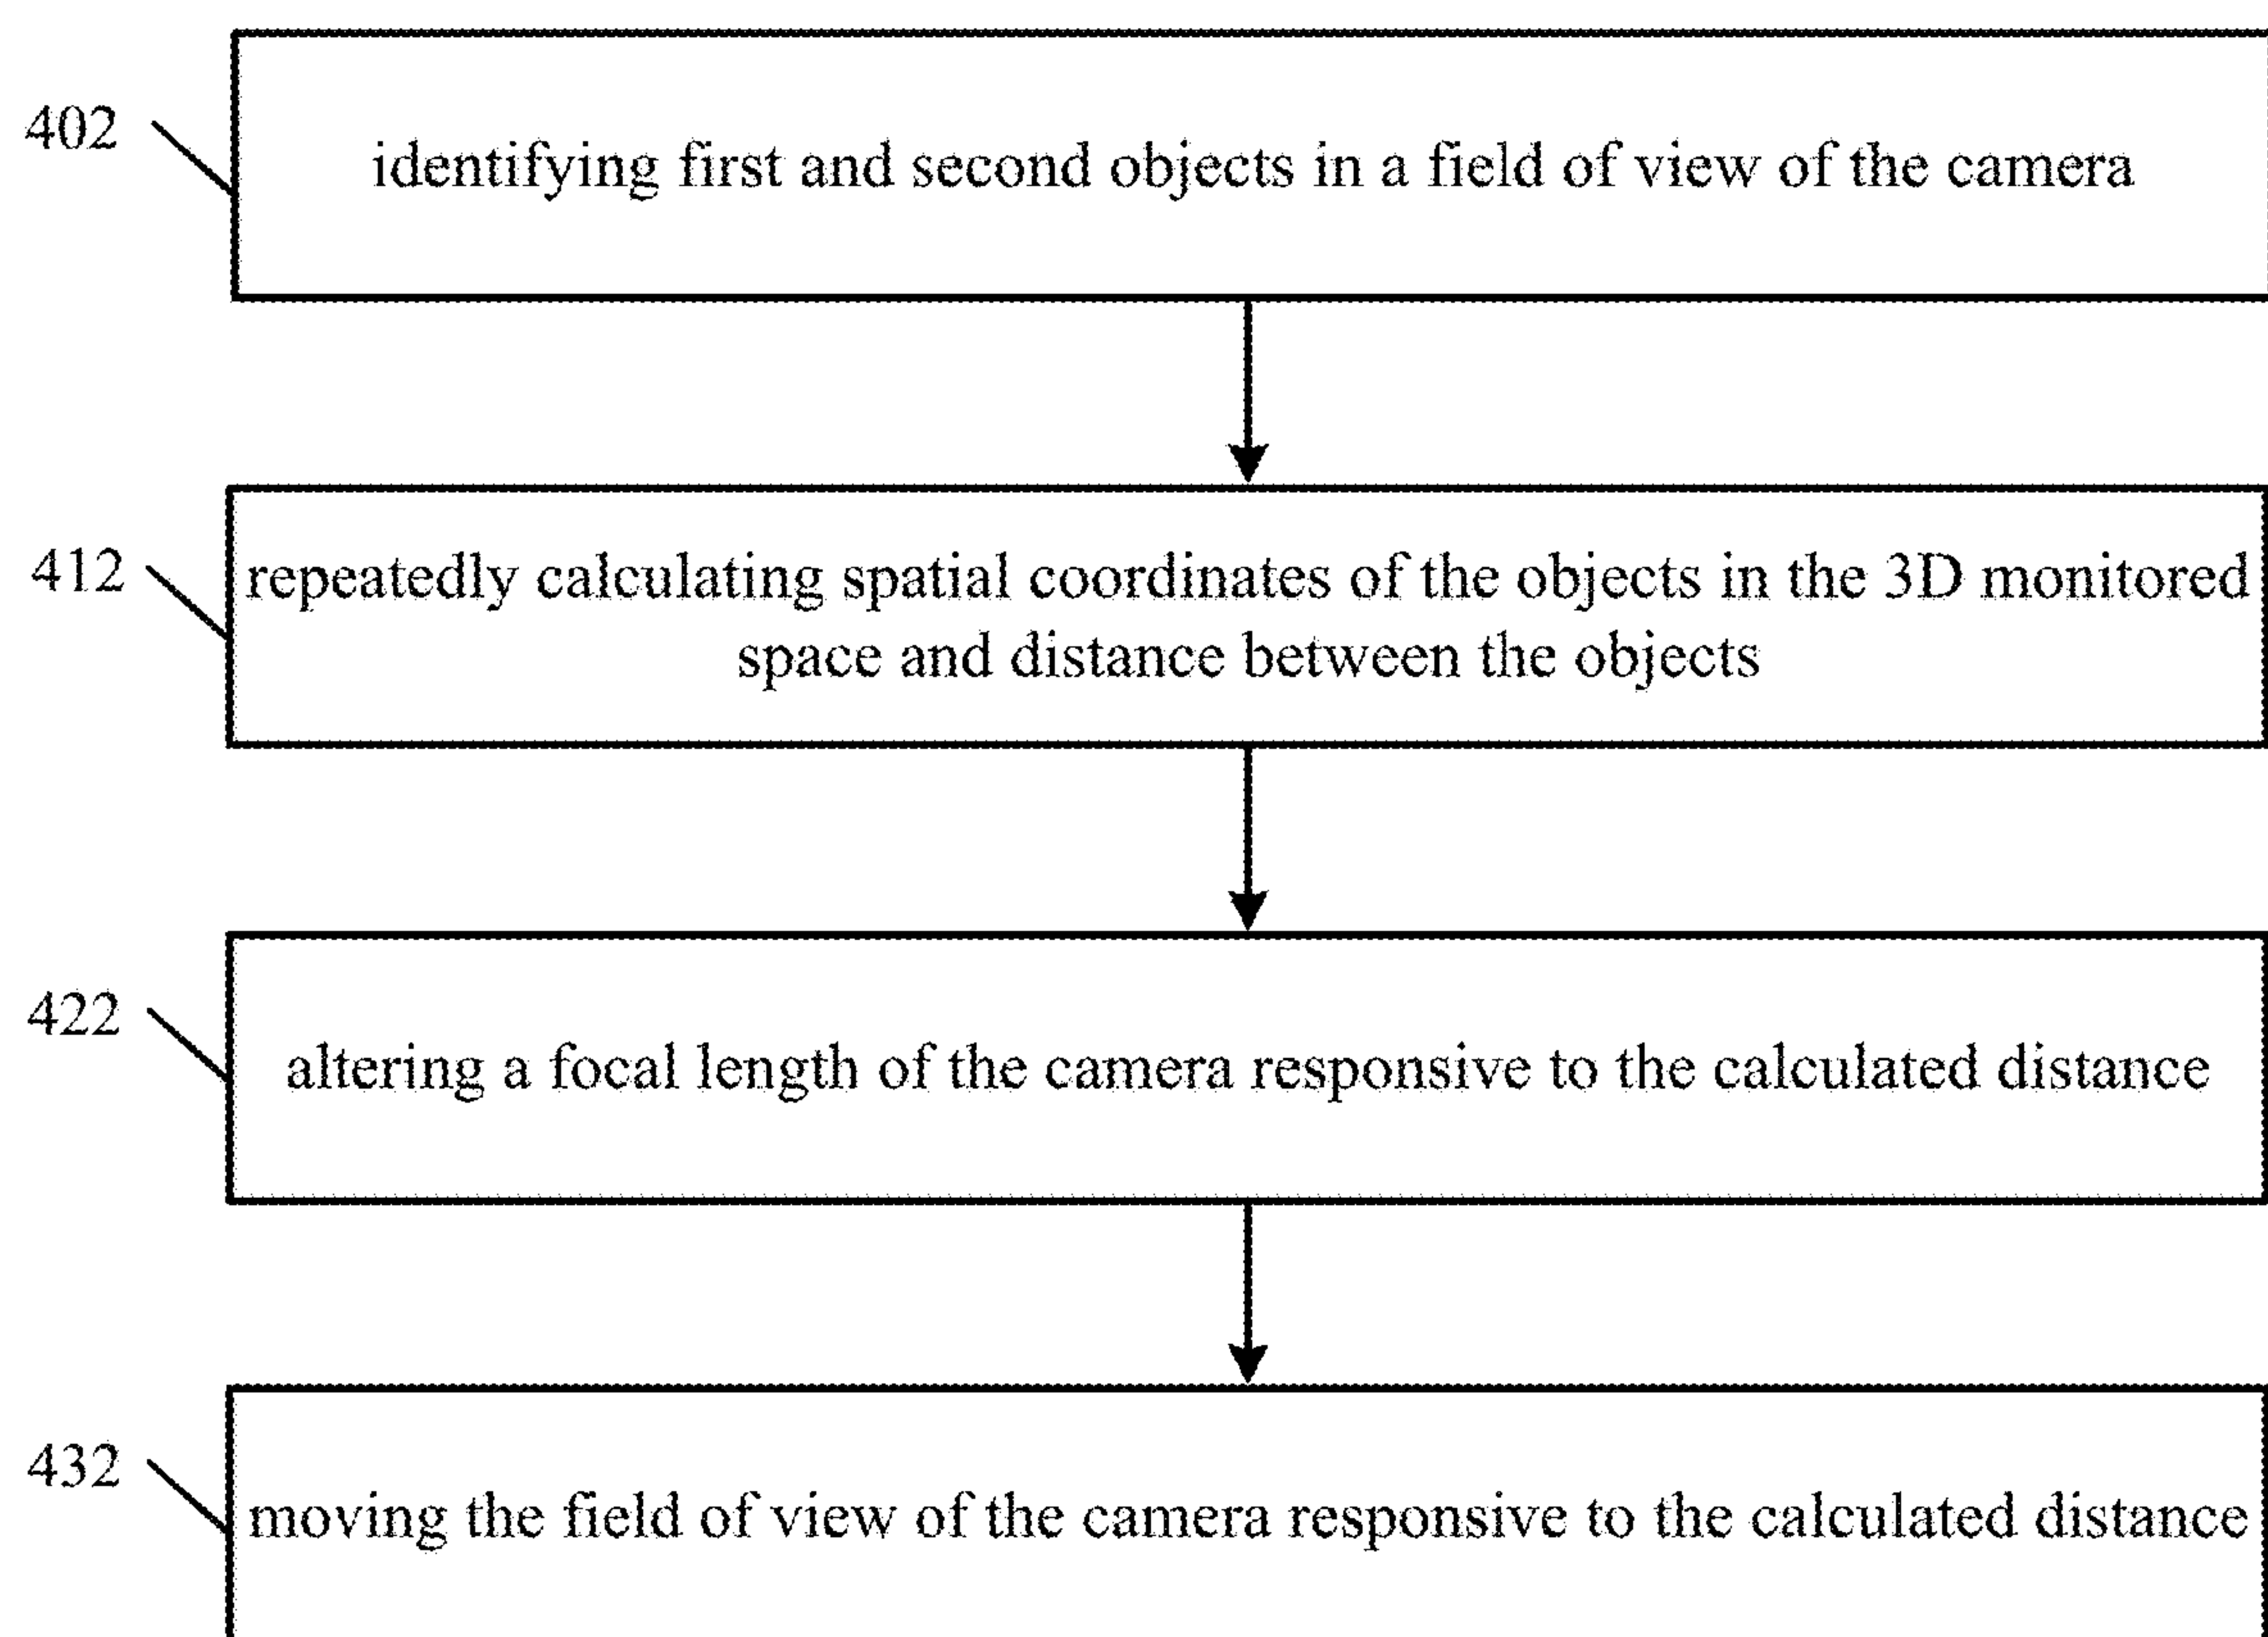 402
identifying first and second objects in a field of view of the camera
412
repeatedly calculating spatial coordinates of the objects in the 3D monitored
space and distance between the objects
422
altering a focal length of the camera responsive to the calculated distance
432
moving the field of view of the camera responsive to the calculated distance